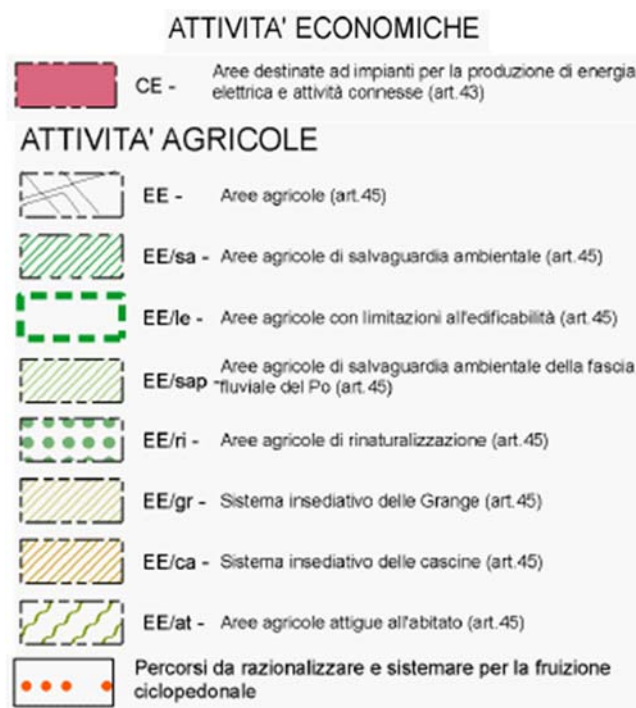 ATTIVITA' ECONOMICHE
CE - Aree destinate ad impianti per la produzione di energia
elettrica e attività connesse (art.43)
ATTIVITA' AGRICOLE
EE - Aree agricole (art.45)
EE/sa - Aree agricole di salvaguardia ambientale (art.45)
EE/le - Aree agricole con limitazioni all'edificabilità (art.45)
EE/sap - Aree agricole di salvaguardia ambientale della fascia
fluviale del Po (art.45)
EE/ri - Aree agricole di rinaturalizzazione (art.45)
EE/gr - Sistema insediativo delle Grange (art.45)
EE/ca - Sistema insediativo delle cascine (art.45)
EE/at - Aree agricole attigue all'abitato (art.45)
Percorsi da razionalizzare e sistemare per la fruizione
ciclopedonale